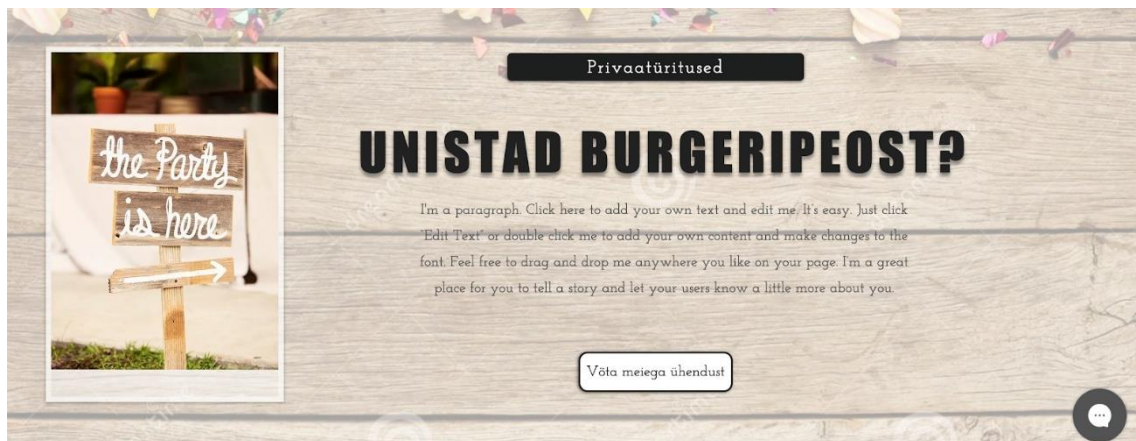 Privaatüritused
the Party
is here
UNISTAD BURGERIPEOST?
I'm a paragraph. Click here to add your own text and edit me. It's easy. Just click
"Edit Text" or double click me to add your own content and make changes to the
font. Feel free to drag and drop me anywhere you like on your page. I'm a great
place for you to tell a story and let your users know a little more about you.
Võta meiega ühendust